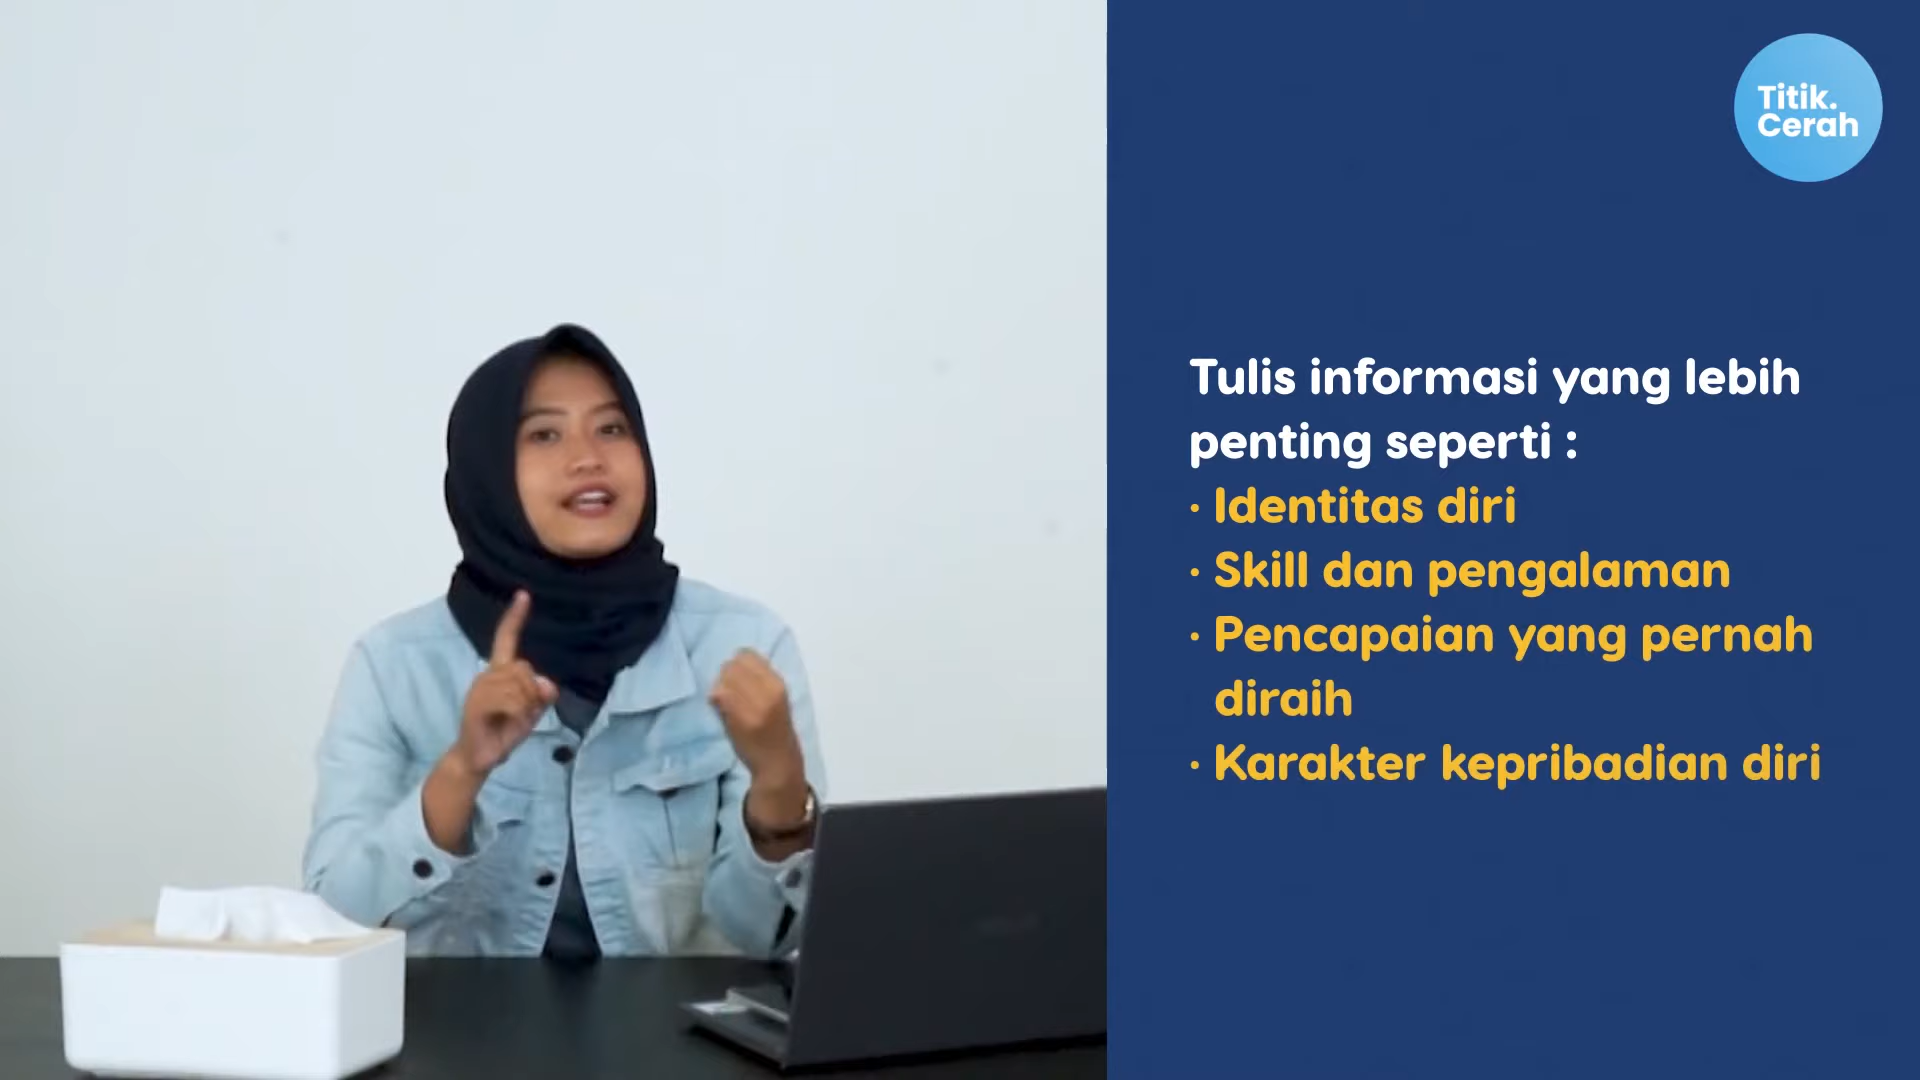 Titik.
Cerah
Tulis informasi yang lebih
penting seperti :
· Identitas diri
· Skill dan pengalaman
· Pencapaian yang pernah
diraih
· Karakter kepribadian diri